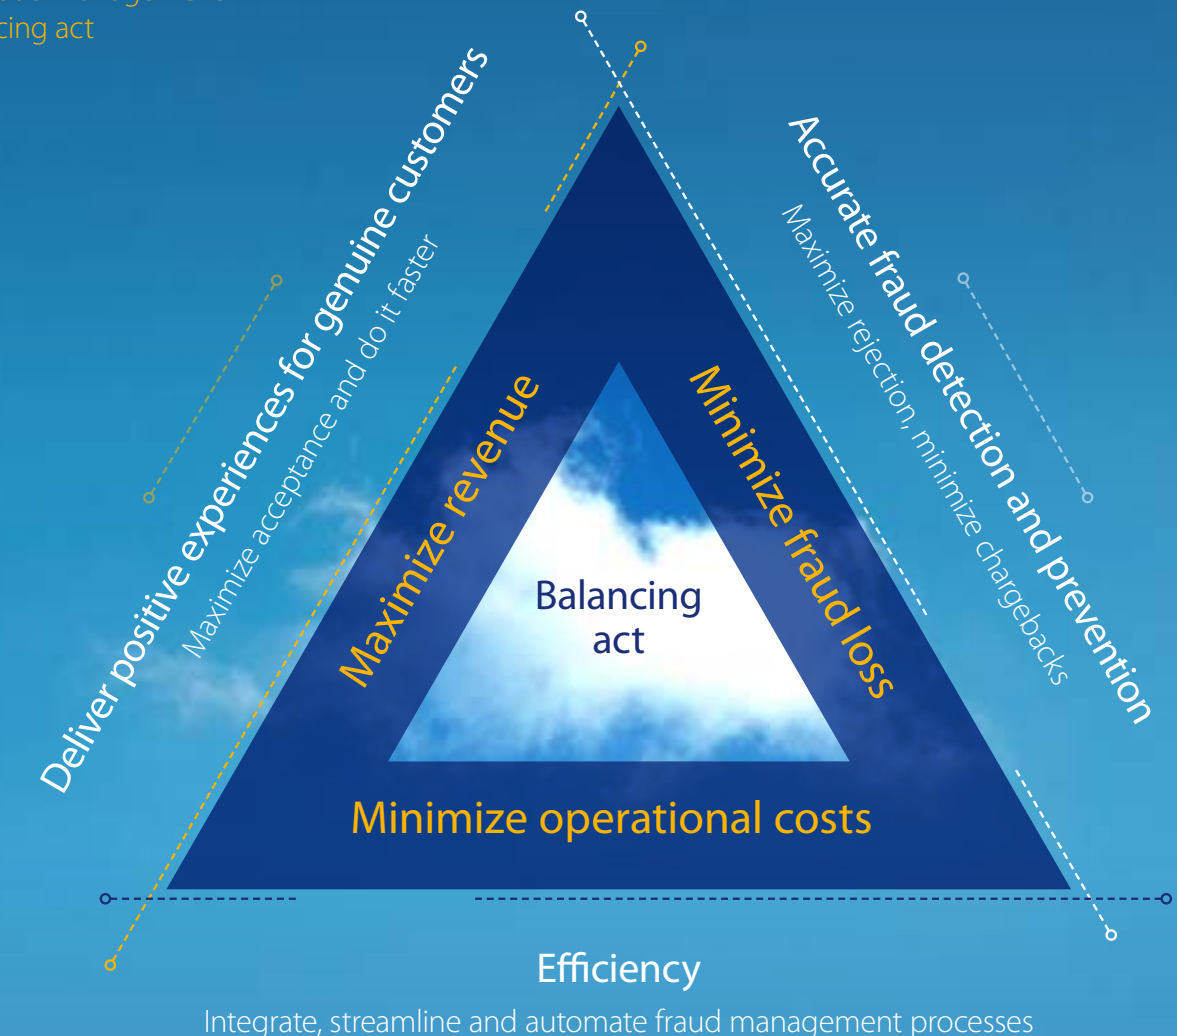 cing act
Deliver positive experiences for genuine customers
Maximize acceptance and do it faster
Accurate fraud detection and prevention
Maximize rejection, minimize chargebacks
Maximize revenue
Minimize fraud loss
Balancing
act
Minimize operational costs
Efficiency
Integrate, streamline and automate fraud management processes